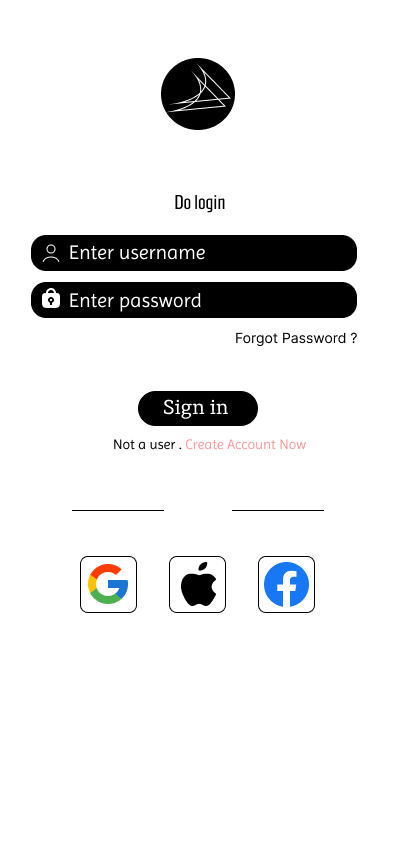 Do login
Enter username
Enter password
Forgot Password ?
Sign in
Not a user . Create Account Now